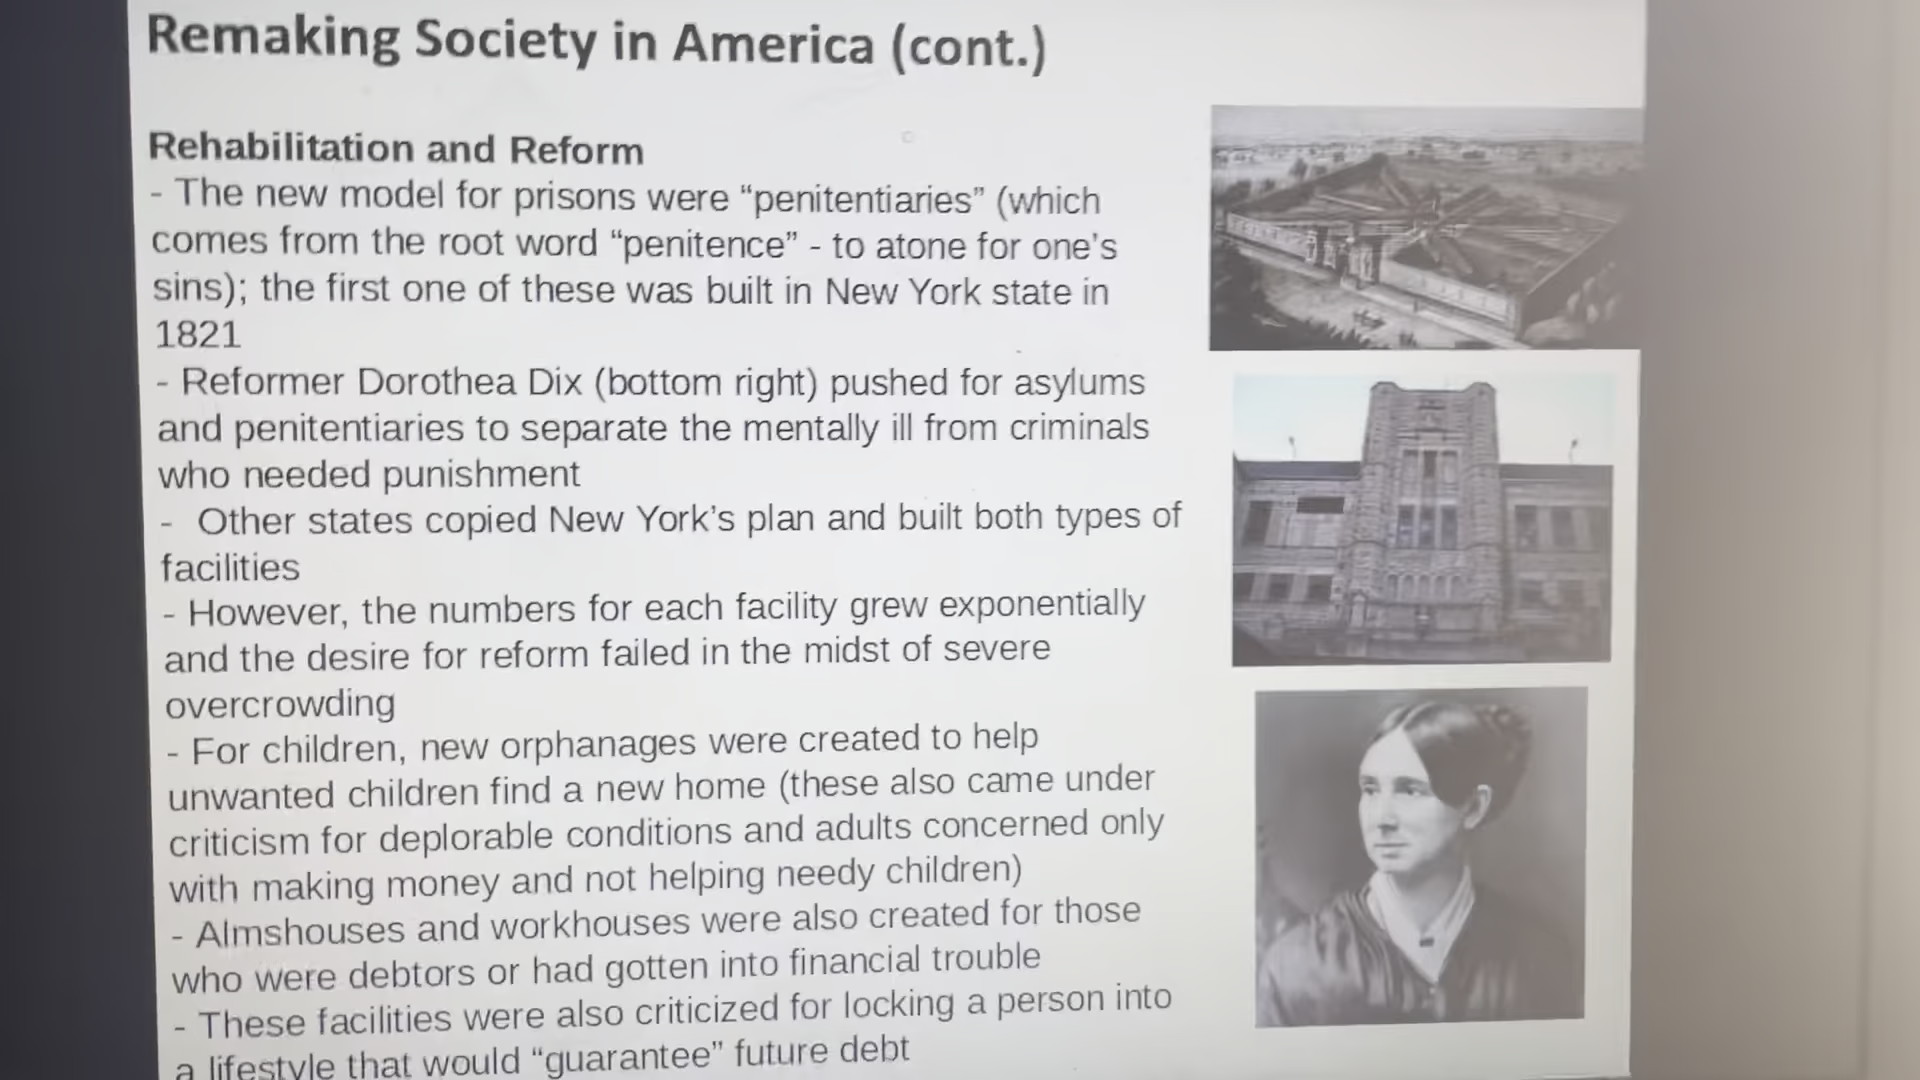 Remaking Society in America (cont.)
Rehabilitation and Reform
- The new model for prisons were “penitentiaries” (which
comes from the root word “penitence” - to atone for one’s
sins); the first one of these was built in New York state in
1821
- Reformer Dorothea Dix (bottom right) pushed for asylums
and penitentiaries to separate the mentally ill from criminals
who needed punishment
- Other states copied New York’s plan and built both types of
facilities
- However, the numbers for each facility grew exponentially
and the desire for reform failed in the midst of severe
overcrowding
- For children, new orphanages were created to help
unwanted children find a new home (these also came under
criticism for deplorable conditions and adults concerned only
with making money and not helping needy children)
- Almshouses and workhouses were also created for those
who were debtors or had gotten into financial trouble
- These facilities were also criticized for locking a person into
a lifestyle that would “guarantee” future debt